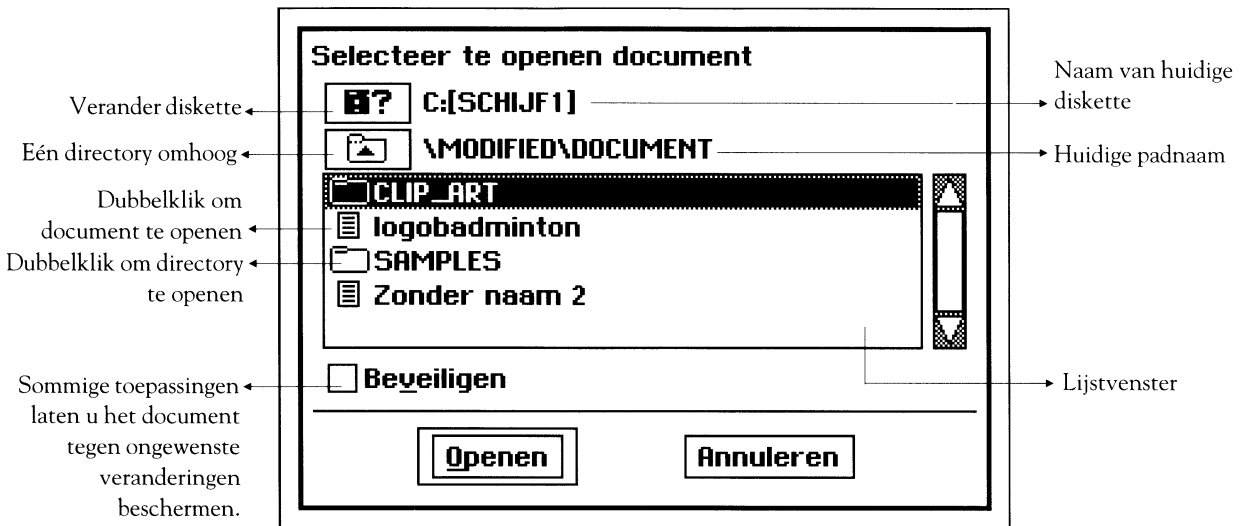 Selecteer te openen document
Verander diskette
?
C:[SCHIJF1]
Naam van huidige
diskette
Eén directory omhoog
\MODIFIED\DOCUMENT
Huidige padnaam
CLIP_ART
Dubbelklik om
document te openen
logobadminton
Dubbelklik om directory
te openen
SAMPLES
Zonder naam 2
Sommige toepassingen
laten u het document
tegen ongewenste
veranderingen
beschermen.
Beveiligen
Lijstvenster
Openen
Annuleren